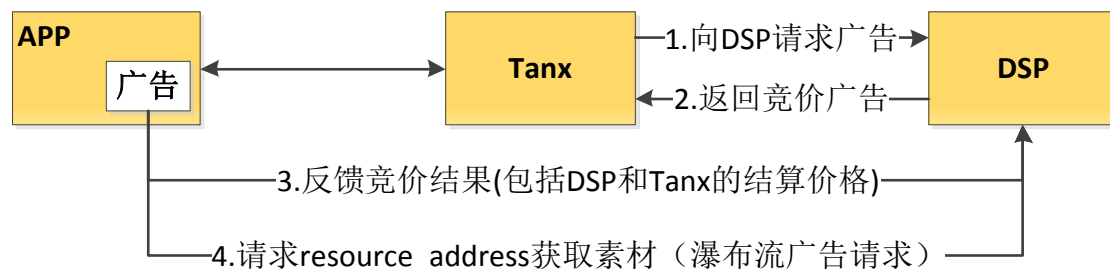 APP
广告
Tanx
DSP
1.向DSP请求广告
2.返回竞价广告
3.反馈竞价结果(包括DSP和Tanx的结算价格)
4.请求resource address获取素材（瀑布流广告请求）